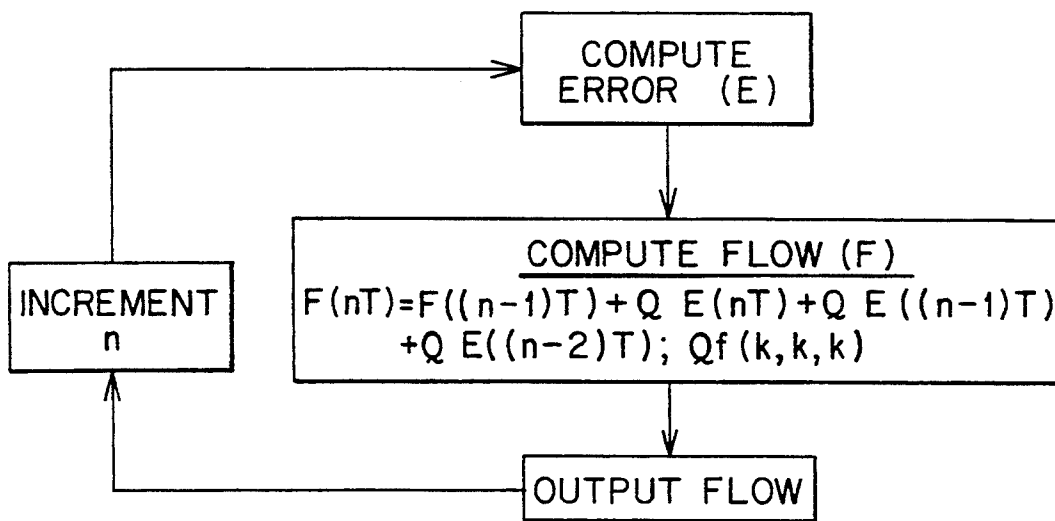 COMPUTE
ERROR (E)
COMPUTE FLOW (F)
F(nT)=F((n-1)T)+Q E(nT)+Q E((n-1)T)
+Q E((n-2)T); Qf(k,k,k)
INCREMENT
n
OUTPUT FLOW